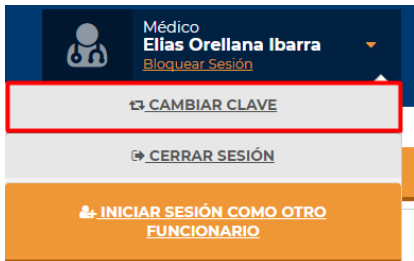 Médico
Elias Orellana Ibarra
Bloquear Sesión
CAMBIAR CLAVE
CERRAR SESIÓN
INICIAR SESIÓN COMO OTRO
FUNCIONARIO